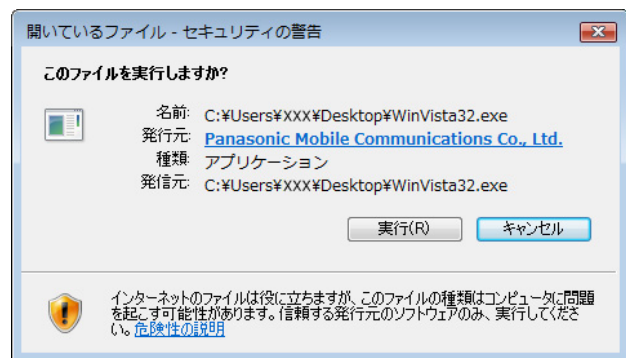 開いているファイル - セキュリティの警告
このファイルを実行しますか?
名前: C:¥Users¥XXX¥Desktop¥WinVista32.exe
発行元: Panasonic Mobile Communications Co., Ltd.
種類: アプリケーション
発信元: C:¥Users¥XXX¥Desktop¥WinVista32.exe
実行(R) キャンセル
インターネットのファイルは役に立ちますが、このファイルの種類はコンピュータに問題
を起こす可能性があります。信頼する発行元のソフトウェアのみ、実行してくださ
い。危険性の説明